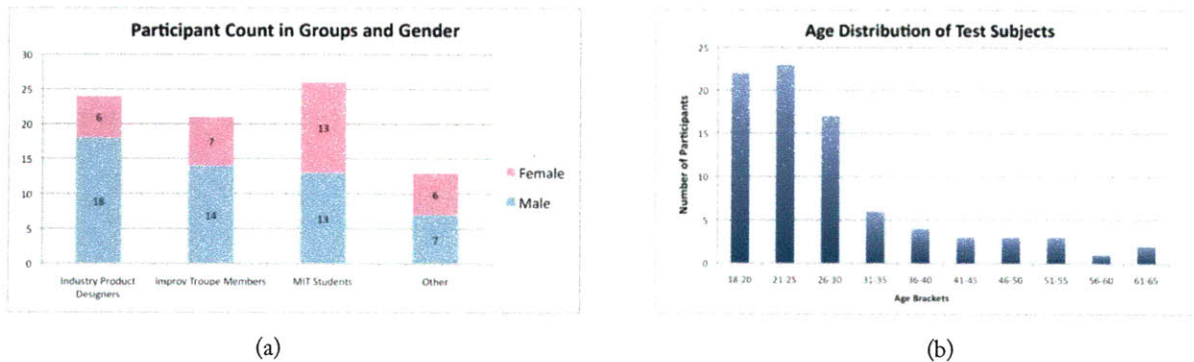 Participant Count in Groups and Gender
30
25
20
15
10
5
0
6
18
7
14
13
13
6
7
Industry Product
Designers
Improv Troupe Members
MIT Students
Other
Female
Male
(a)
Age Distribution of Test Subjects
Number of Participants
25
20
15
10
5
0
18-20
21-25
26-30
31-35
36-40
41-45
46-50
51-55
56-60
61-65
Age Brackets
(b)